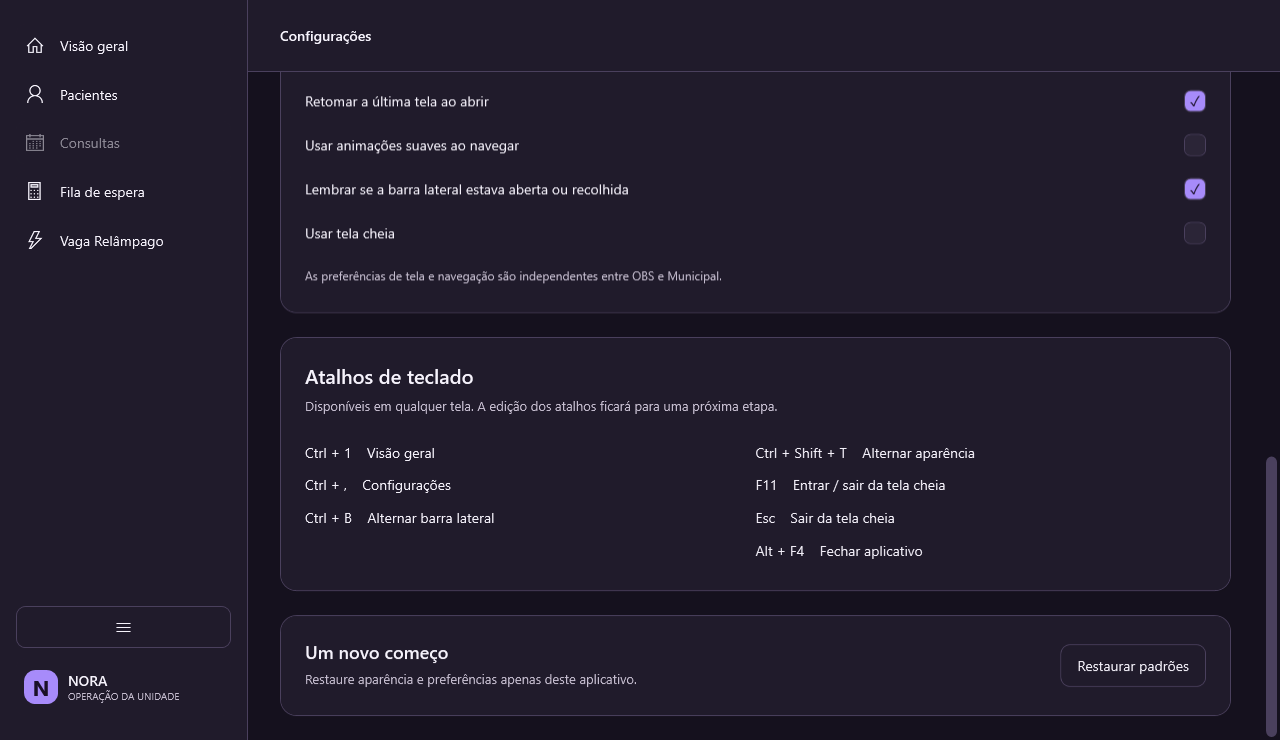 Visão geral
Pacientes
Consultas
Fila de espera
Vaga Relâmpago
N
NORA
OPERAÇÃO DA UNIDADE
Configurações
Retomar a última tela ao abrir
Usar animações suaves ao navegar
Lembrar se a barra lateral estava aberta ou recolhida
Usar tela cheia
As preferências de tela e navegação são independentes entre OBS e Municipal.
Atalhos de teclado
Disponíveis em qualquer tela. A edição dos atalhos ficará para uma próxima etapa.
Ctrl + 1 Visão geral
Ctrl + , Configurações
Ctrl + B Alternar barra lateral
Ctrl + Shift + T Alternar aparência
F11 Entrar / sair da tela cheia
Esc Sair da tela cheia
Alt + F4 Fechar aplicativo
Um novo começo
Restaure aparência e preferências apenas deste aplicativo.
Restaurar padrões